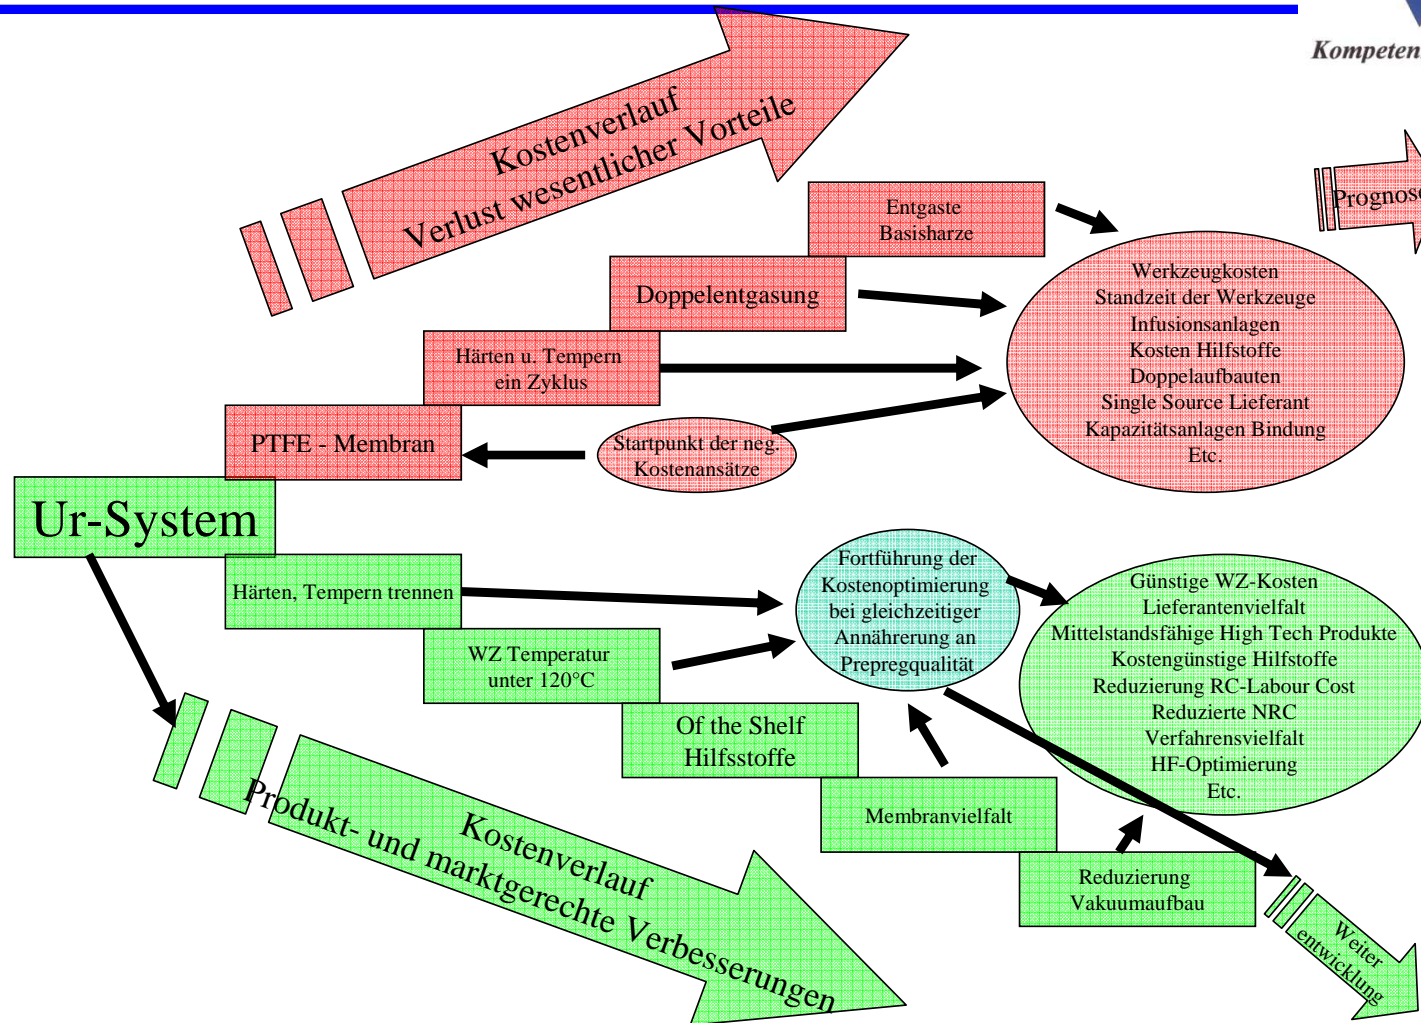 Kompeten
Kostenverlauf
Verlust wesentlicher Vorteile
Prognose
Entgaste
Basisharze
Doppelentgasung
Härten u. Tempern
ein Zyklus
PTFE - Membran
Startpunkt der neg.
Kostenansätze
Werkzeugkosten
Standzeit der Werkzeuge
Infusionsanlagen
Kosten Hilfstoffe
Doppelaufbauten
Single Source Lieferant
Kapazitätsanlagen Bindung
Etc.
Ur-System
Härten, Tempern trennen
WZ Temperatur
unter 120°C
Of the Shelf
Hilfsstoffe
Membranvielfalt
Reduzierung
Vakuumaufbau
Fortführung der
Kostenoptimierung
bei gleichzeitiger
Annährerung an
Prepregqualität
Günstige WZ-Kosten
Lieferantenvielfalt
Mittelstandsfähige High Tech Produkte
Kostengünstige Hilfstoffe
Reduzierung RC-Labour Cost
Reduzierte NRC
Verfahrensvielfalt
HF-Optimierung
Etc.
Kostenverlauf
Produkt- und marktgerechte Verbesserungen
Weiter
entwicklung